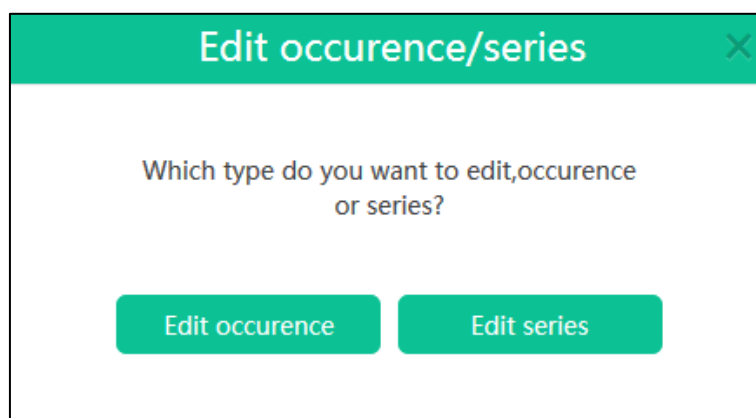 Edit occurence/series
Which type do you want to edit,occurence
or series?
Edit occurence
Edit series